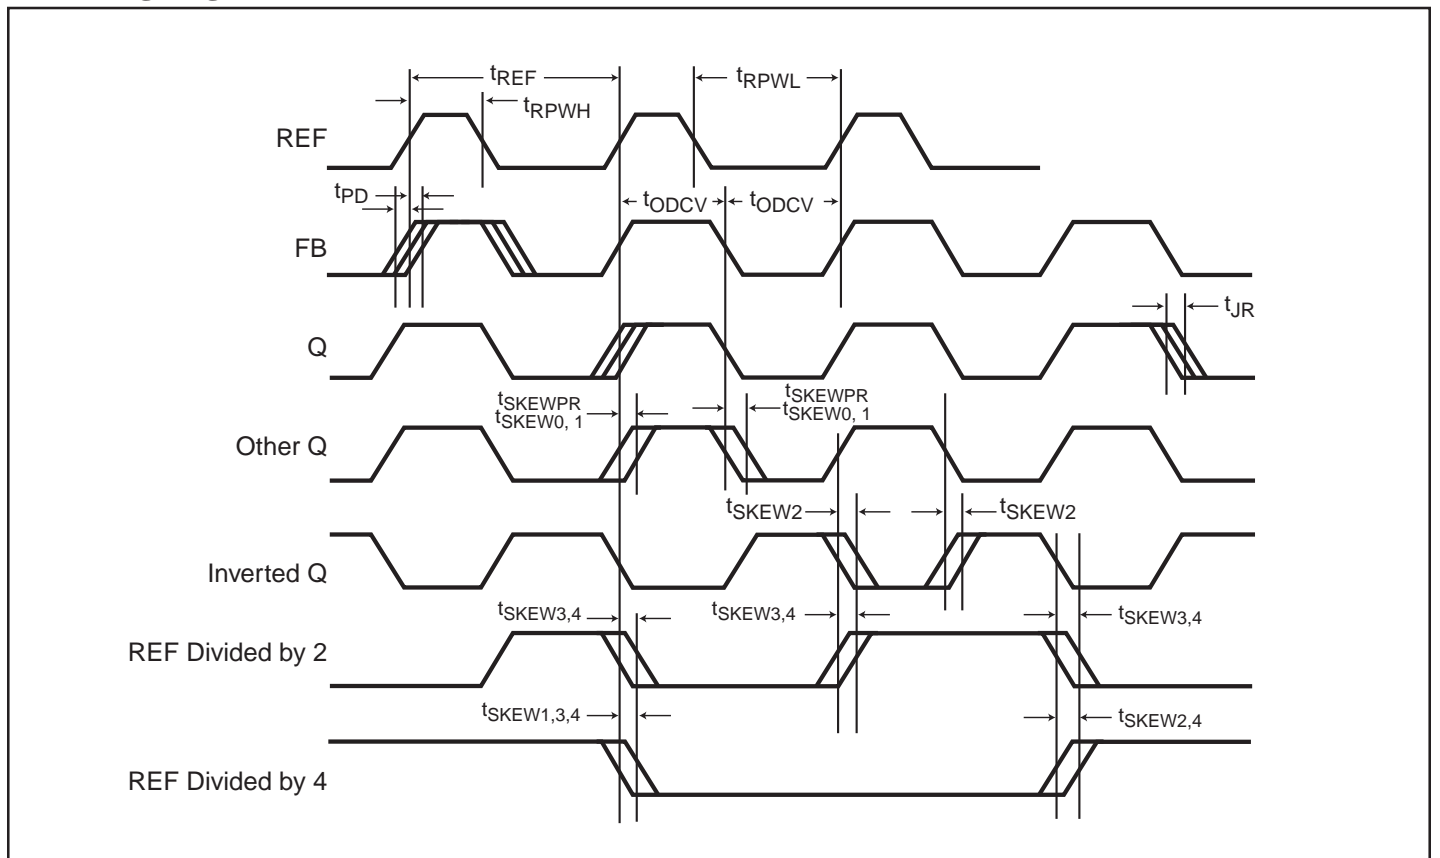 tREF
tRPWL
tRPWH
REF
tPD
tODCV
tODCV
FB
tJR
Q
tSKEWPR
tSKEW0, 1
tSKEWPR
tSKEW0, 1
Other Q
tSKEW2
tSKEW2
Inverted Q
tSKEW3,4
tSKEW3,4
tSKEW3,4
REF Divided by 2
tSKEW1,3,4
tSKEW2,4
REF Divided by 4